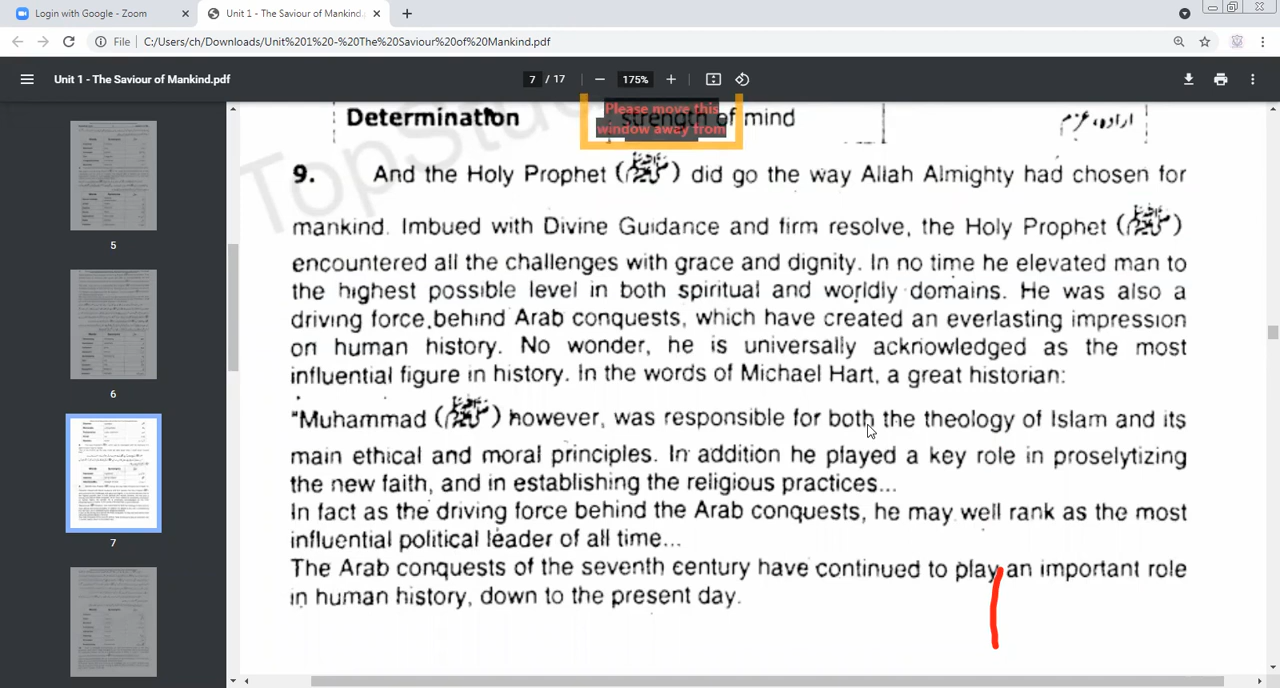 Login with Google - Zoom
Unit 1 - The Saviour of Mankind.
File
C:/Users/ch/Downloads/Unit%201%20-%20The%20Saviour%20of%20Mankind.pdf
Unit 1 - The Saviour of Mankind.pdf
7 / 17
175%
Please move this
window away from
Determination
strength of mind
ارادہ، عزم
9. And the Holy Prophet (ﷺ) did go the way Allah Almighty had chosen for
mankind. Imbued with Divine Guidance and firm resolve, the Holy Prophet (ﷺ)
encountered all the challenges with grace and dignity. In no time he elevated man to
the highest possible level in both spiritual and worldly domains. He was also a
driving force behind Arab conquests, which have created an everlasting impression
on human history. No wonder, he is universally acknowledged as the most
influential figure in history. In the words of Michael Hart, a great historian:
"Muhammad (ﷺ) however, was responsible for both the theology of Islam and its
main ethical and moral principles. In addition he played a key role in proselytizing
the new faith, and in establishing the religious practices...
In fact as the driving force behind the Arab conquests, he may well rank as the most
influential political leader of all time...
The Arab conquests of the seventh century have continued to play an important role
in human history, down to the present day.
5
6
7